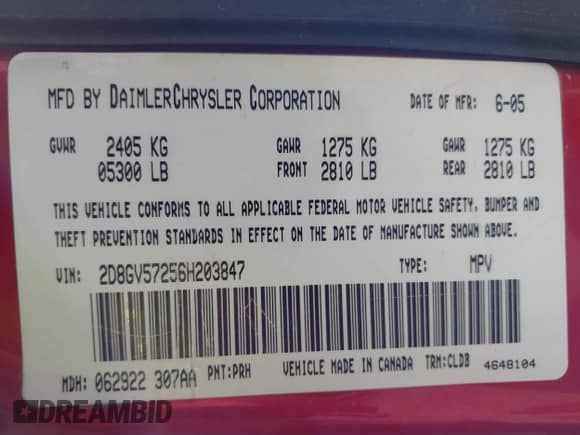 MFD BY DAIMLERCHRYSLER CORPORATION DATE OF MFR: 6-05
GVWR 2405 KG GAWR 1275 KG GAWR 1275 KG
05300 LB FRONT 2810 LB REAR 2810 LB
THIS VEHICLE CONFORMS TO ALL APPLICABLE FEDERAL MOTOR VEHICLE SAFETY, BUMPER AND
THEFT PREVENTION STANDARDS IN EFFECT ON THE DATE OF MANUFACTURE SHOWN ABOVE.
VIN: 2D8GV57256H203847 TYPE: MPV
MDH: 062922 307AA PNT:PRH VEHICLE MADE IN CANADA TRM:CLDB 4648104
DREAMBID